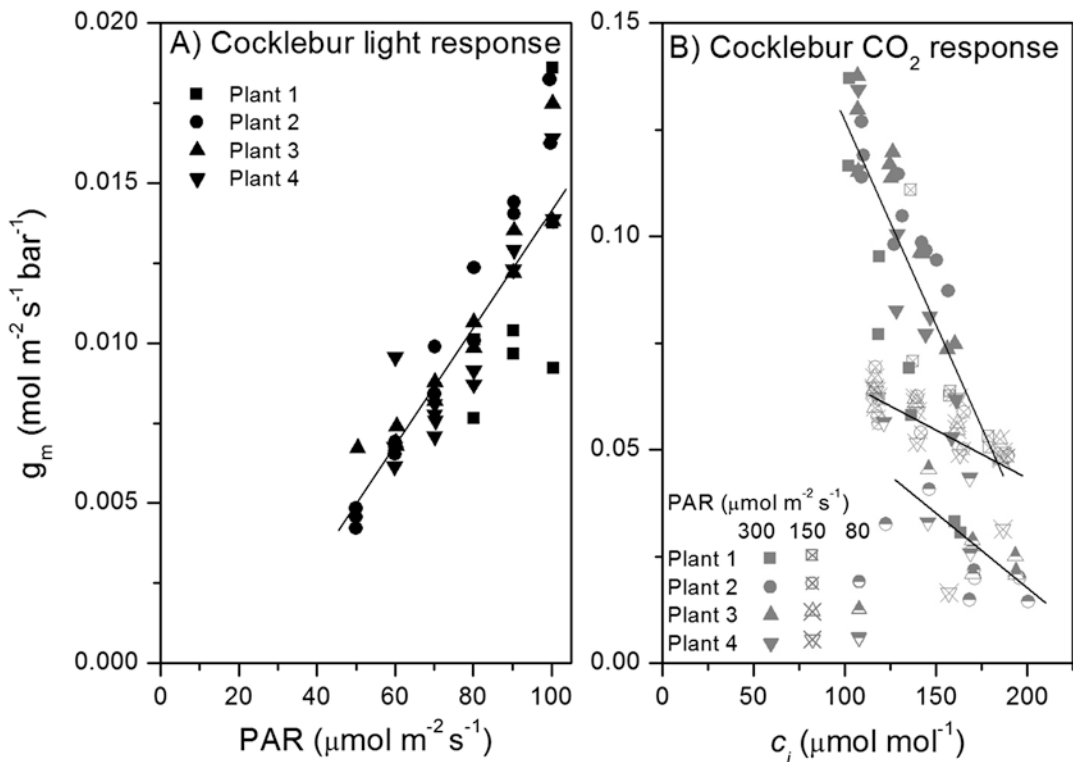 A) Cocklebur light response
Plant 1
Plant 2
Plant 3
Plant 4
0.020
0.015
0.010
0.005
0.000
g_m (mol m⁻² s⁻¹ bar⁻¹)
0 20 40 60 80 100
PAR (μmol m⁻² s⁻¹)
B) Cocklebur CO₂ response
0.15
0.10
0.05
0.00
PAR (μmol m⁻² s⁻¹)
300 150 80
Plant 1
Plant 2
Plant 3
Plant 4
0 50 100 150 200
c_i (μmol mol⁻¹)